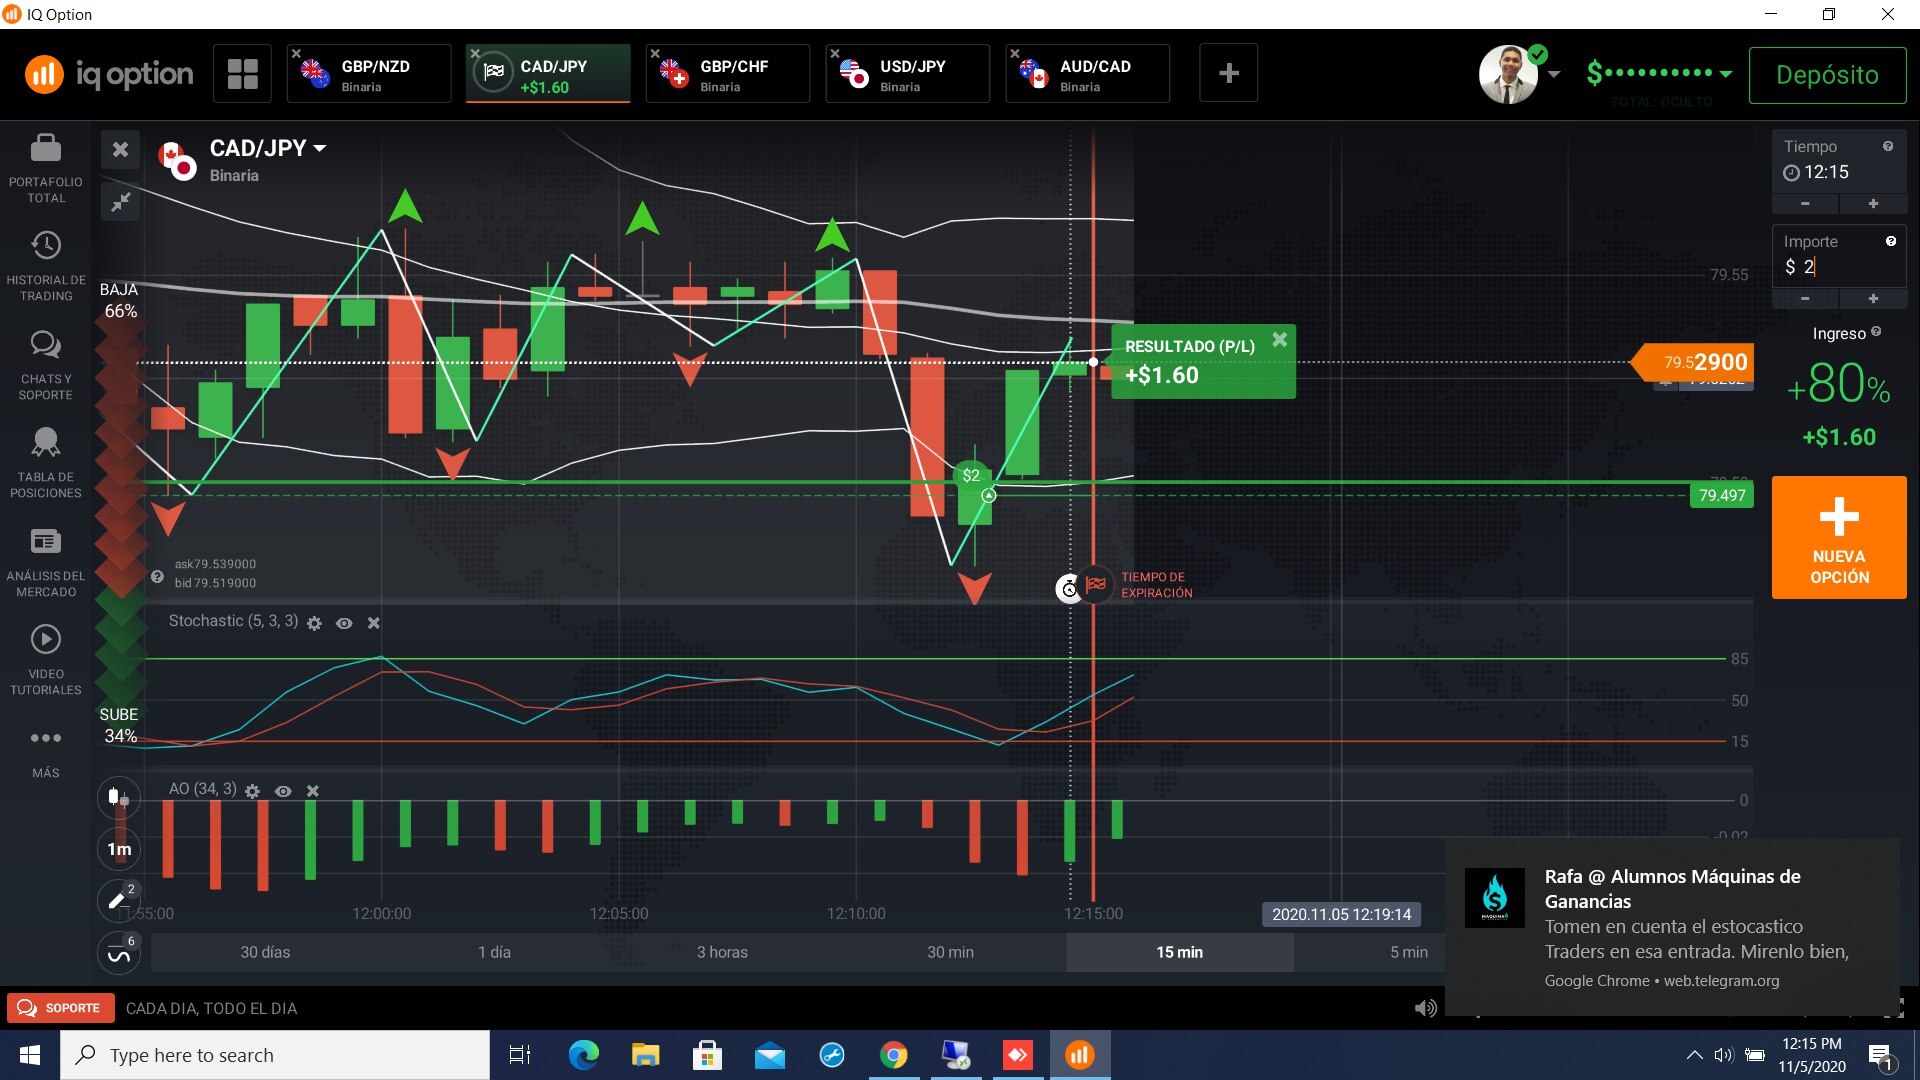 IQ Option
iq option
GBP/NZD
Binaria
CAD/JPY
+$1.60
GBP/CHF
Binaria
USD/JPY
Binaria
AUD/CAD
Binaria
TOTAL: OCULTO
Depósito
PORTAFOLIO
TOTAL
HISTORIAL DE
TRADING
CHATS Y
SOPORTE
TABLA DE
POSICIONES
ANÁLISIS DEL
MERCADO
VIDEO
TUTORIALES
MÁS
CAD/JPY
Binaria
BAJA
66%
SUBE
34%
RESULTADO (P/L)
+$1.60
$2
ask79.539000
bid79.519000
TIEMPO DE
EXPIRACIÓN
79.55
79.52900
79.497
Stochastic (5, 3, 3)
85
50
15
AO (34, 3)
0
-0.02
1m
2
6
11:55:00
12:00:00
12:05:00
12:10:00
12:15:00
2020.11.05 12:19:14
30 días
1 día
3 horas
30 min
15 min
5 min
Tiempo
12:15
- +
Importe
$ 2
- +
Ingreso
+80%
+$1.60
NUEVA
OPCIÓN
Rafa @ Alumnos Máquinas de
Ganancias
Tomen en cuenta el estocastico
Traders en esa entrada. Mirenlo bien,
Google Chrome • web.telegram.org
SOPORTE
CADA DIA, TODO EL DIA
Type here to search
12:15 PM
11/5/2020
1